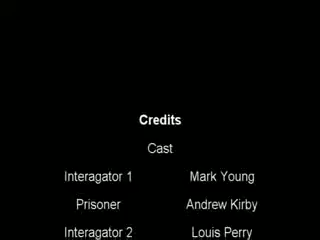 Credits
Cast
Interagator 1 Mark Young
Prisoner Andrew Kirby
Interagator 2 Louis Perry